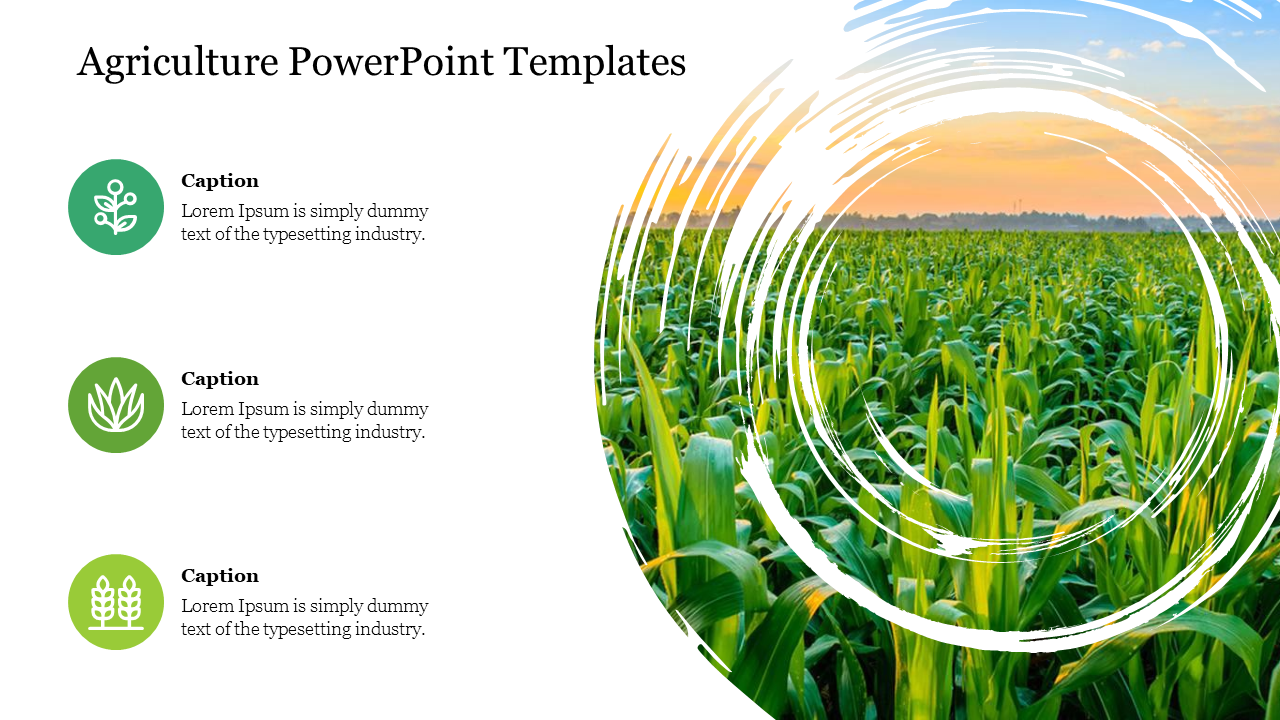 Agriculture PowerPoint Templates
Caption
Lorem Ipsum is simply dummy
text of the typesetting industry.
Caption
Lorem Ipsum is simply dummy
text of the typesetting industry.
Caption
Lorem Ipsum is simply dummy
text of the typesetting industry.